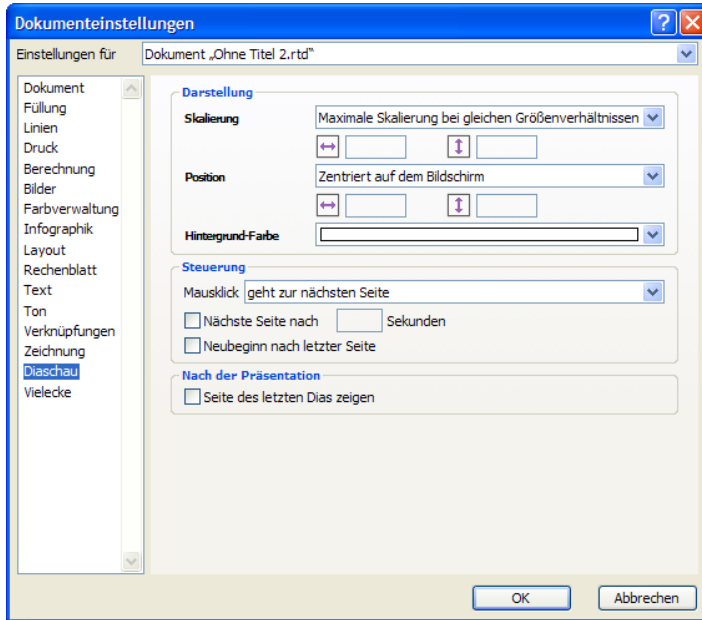 Dokumenteinstellungen
Einstellungen für Dokument „Ohne Titel 2.rtd“
Dokument
Füllung
Linien
Druck
Berechnung
Bilder
Farbverwaltung
Infographik
Layout
Rechenblatt
Text
Ton
Verknüpfungen
Zeichnung
Diaschau
Vielecke
Darstellung
Skalierung Maximale Skalierung bei gleichen Größenverhältnissen
Position Zentriert auf dem Bildschirm
Hintergrund-Farbe
Steuerung
Mausklick geht zur nächsten Seite
Nächste Seite nach Sekunden
Neubeginn nach letzter Seite
Nach der Präsentation
Seite des letzten Dias zeigen
OK Abbrechen